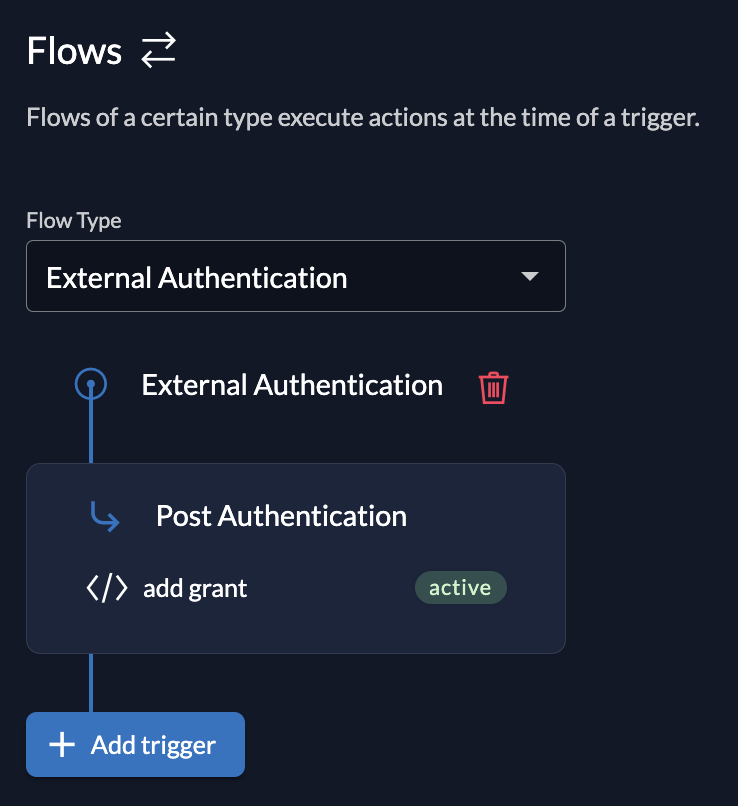 Flows
Flows of a certain type execute actions at the time of a trigger.
Flow Type
External Authentication
External Authentication
Post Authentication
</> add grant active
+ Add trigger